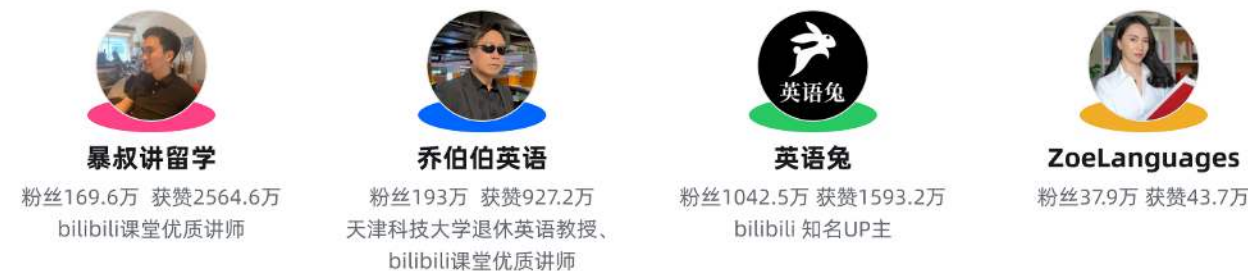 英语兔
暴叔讲留学
粉丝169.6万 获赞2564.6万
bilibili课堂优质讲师
乔伯伯英语
粉丝193万 获赞927.2万
天津科技大学退休英语教授、
bilibili课堂优质讲师
英语兔
粉丝1042.5万 获赞1593.2万
bilibili 知名UP主
ZoeLanguages
粉丝37.9万 获赞43.7万